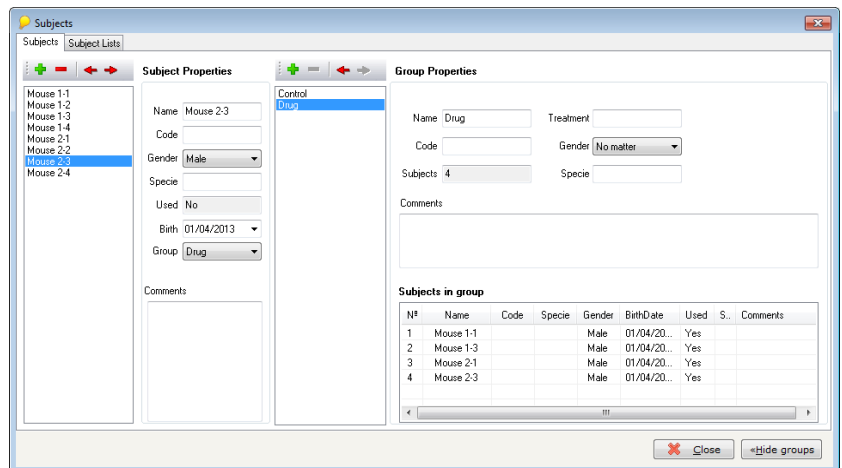 Subjects
Subjects Subject Lists
Subject Properties
Group Properties
Mouse 1-1
Mouse 1-2
Mouse 1-3
Mouse 1-4
Mouse 2-1
Mouse 2-2
Mouse 2-3
Mouse 2-4
Name Mouse 2-3
Code
Gender Male
Specie
Used No
Birth 01/04/2013
Group Drug
Comments
Control
Drug
Name Drug Treatment
Code Gender No matter
Subjects 4 Specie
Comments
Subjects in group
Nº Name Code Specie Gender BirthDate Used S.. Comments
1 Mouse 1-1 Male 01/04/20... Yes
2 Mouse 1-3 Male 01/04/20... Yes
3 Mouse 2-1 Male 01/04/20... Yes
4 Mouse 2-3 Male 01/04/20... Yes
Close «Hide groups